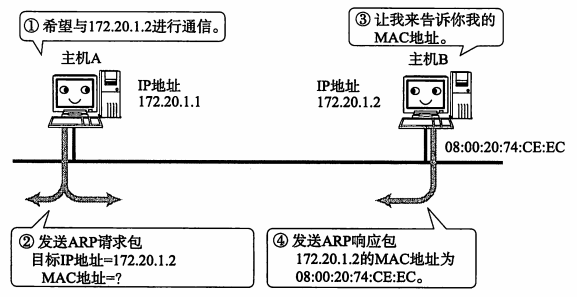 ① 希望与172.20.1.2进行通信。
③ 让我来告诉你我的
MAC地址。
主机A
主机B
IP地址
172.20.1.1
IP地址
172.20.1.2
08:00:20:74:CE:EC
② 发送ARP请求包
目标IP地址=172.20.1.2
MAC地址=?
④ 发送ARP响应包
172.20.1.2的MAC地址为
08:00:20:74:CE:EC。